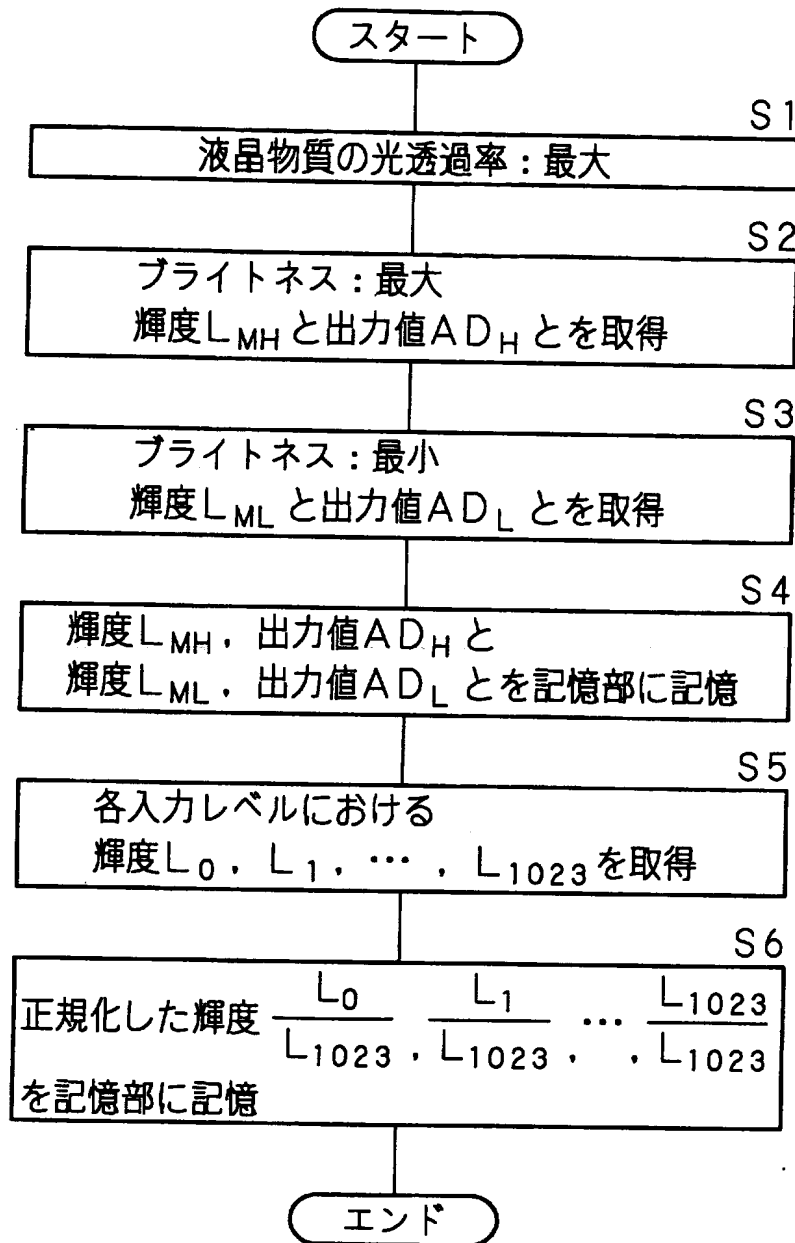 スタート
S1
液晶物質の光透過率:最大
S2
ブライトネス:最大
輝度L_MHと出力値AD_Hとを取得
S3
ブライトネス:最小
輝度L_MLと出力値AD_Lとを取得
S4
輝度L_MH,出力値AD_Hと
輝度L_ML,出力値AD_Lとを記憶部に記憶
S5
各入力レベルにおける
輝度L_0,L_1,…,L_1023を取得
S6
正規化した輝度 L_0/L_1023,L_1/L_1023,…,L_1023/L_1023
を記憶部に記憶
エンド